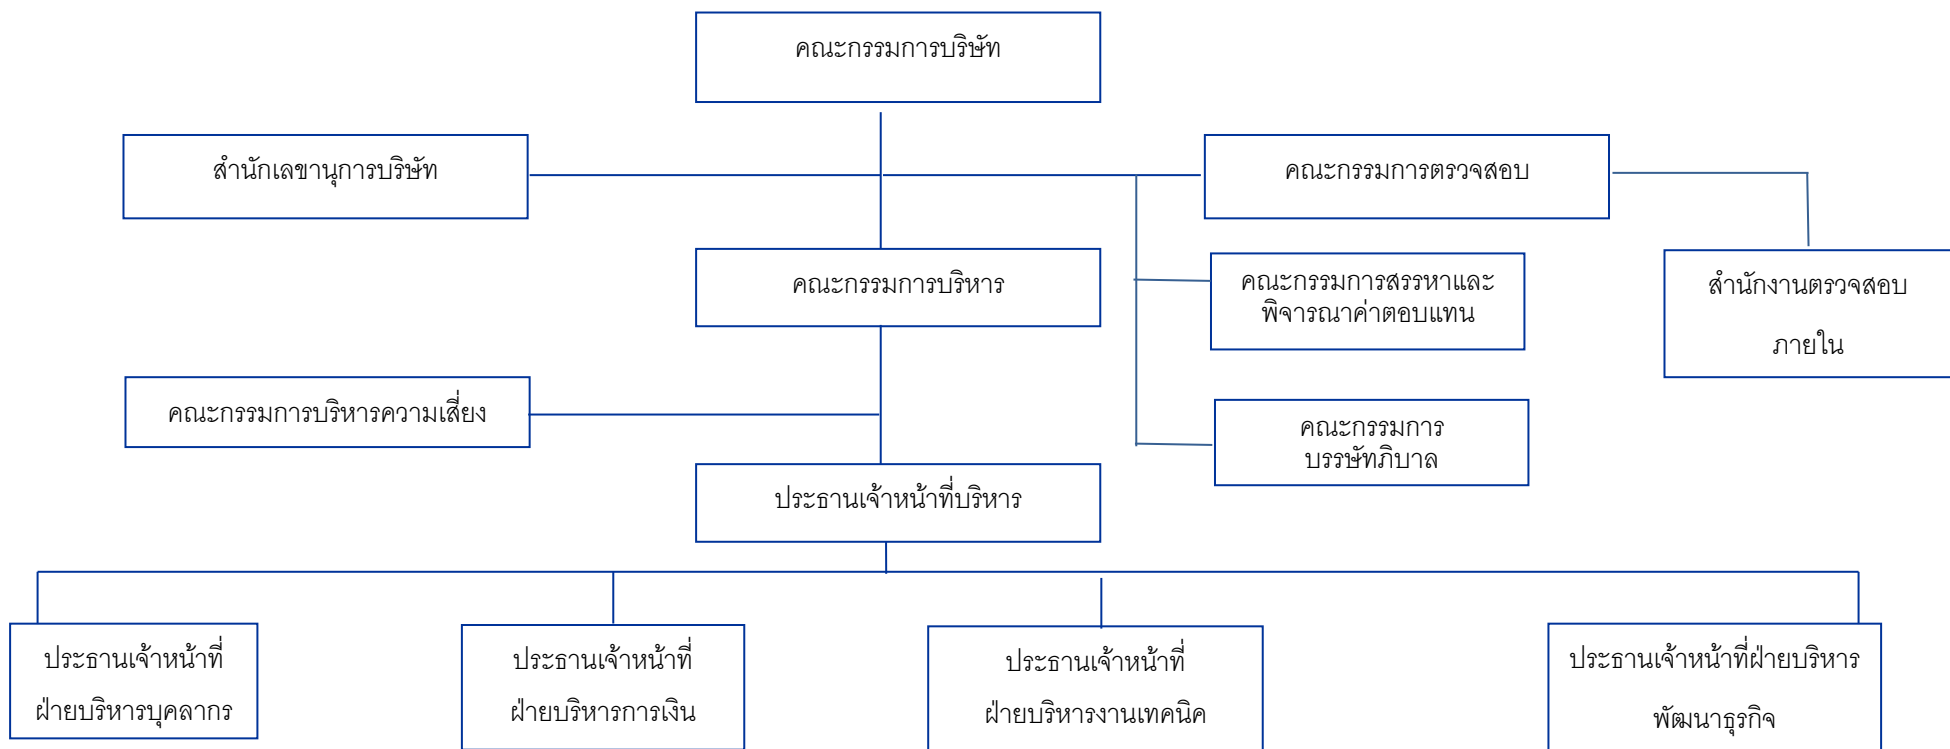 คณะกรรมการบริษัท
สำนักเลขานุการบริษัท
คณะกรรมการตรวจสอบ
คณะกรรมการบริหาร
คณะกรรมการสรรหาและ
พิจารณาค่าตอบแทน
สำนักงานตรวจสอบ
ภายใน
คณะกรรมการบริหารความเสี่ยง
คณะกรรมการ
บรรษัทภิบาล
ประธานเจ้าหน้าที่บริหาร
ประธานเจ้าหน้าที่
ฝ่ายบริหารบุคลากร
ประธานเจ้าหน้าที่
ฝ่ายบริหารการเงิน
ประธานเจ้าหน้าที่
ฝ่ายบริหารงานเทคนิค
ประธานเจ้าหน้าที่ฝ่ายบริหาร
พัฒนาธุรกิจ